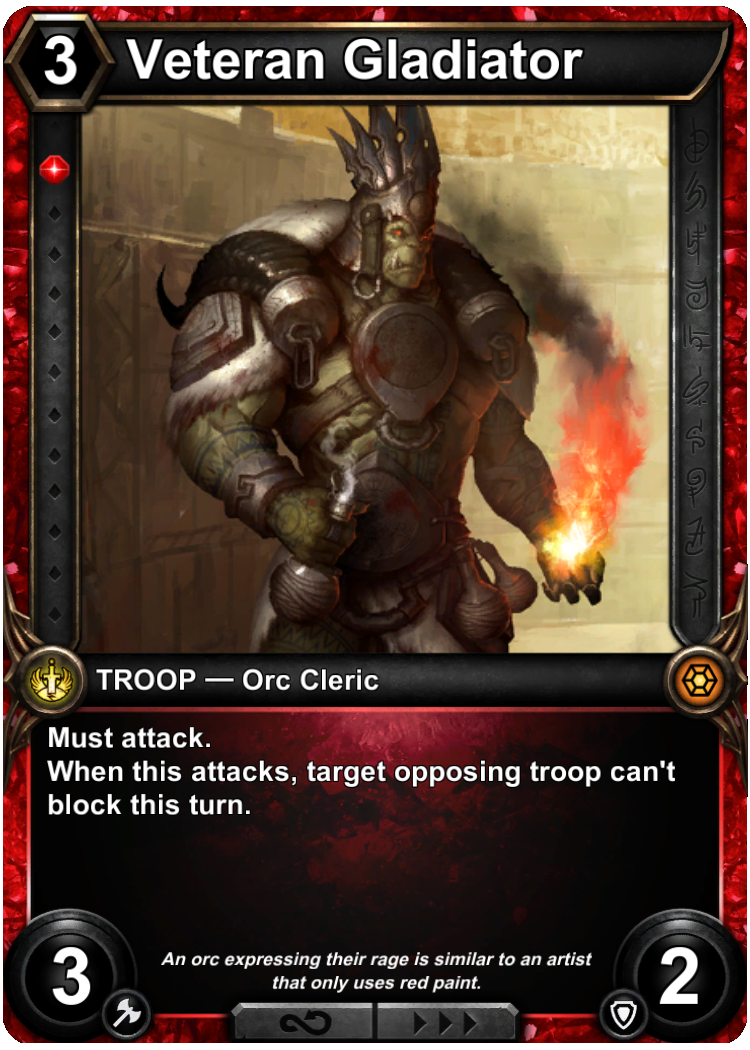 3 Veteran Gladiator
TROOP — Orc Cleric
Must attack.
When this attacks, target opposing troop can't
block this turn.
An orc expressing their rage is similar to an artist
that only uses red paint.
3
2